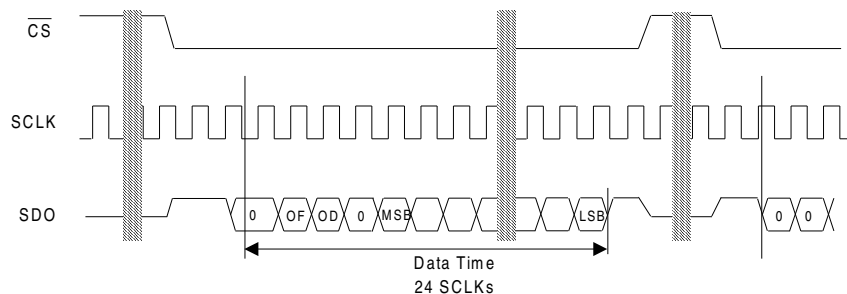 CS
SCLK
SDO
0 OF OD 0 MSB LSB 0 0
Data Time
24 SCLKs